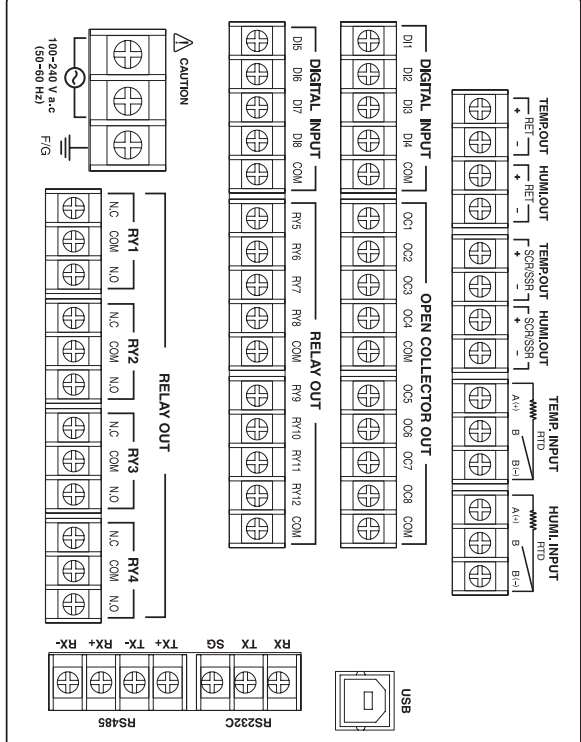 CAUTION
100-240 V a.c
(50-60 Hz)
F/G
RELAY OUT
RY1
N.C COM N.O
RY2
N.C COM N.O
RY3
N.C COM N.O
RY4
N.C COM N.O
DIGITAL INPUT
DI5 DI6 DI7 DI8 COM
RELAY OUT
RY5 RY6 RY7 RY8 COM
RY9 RY10 RY11 RY12 COM
DIGITAL INPUT
DI1 DI2 DI3 DI4 COM
OPEN COLLECTOR OUT
OC1 OC2 OC3 OC4 COM
OC5 OC6 OC7 OC8 COM
TEMP.OUT
RET
+ -
HUMI.OUT
RET
+ -
TEMP.OUT
SCR/SSR
+ -
HUMI.OUT
SCR/SSR
+ -
TEMP. INPUT
RTD
A(+) B B(-)
HUMI. INPUT
RTD
A(+) B B(-)
RX TX SG
RS232C
TX+ TX- RX+ RX-
RS485
USB